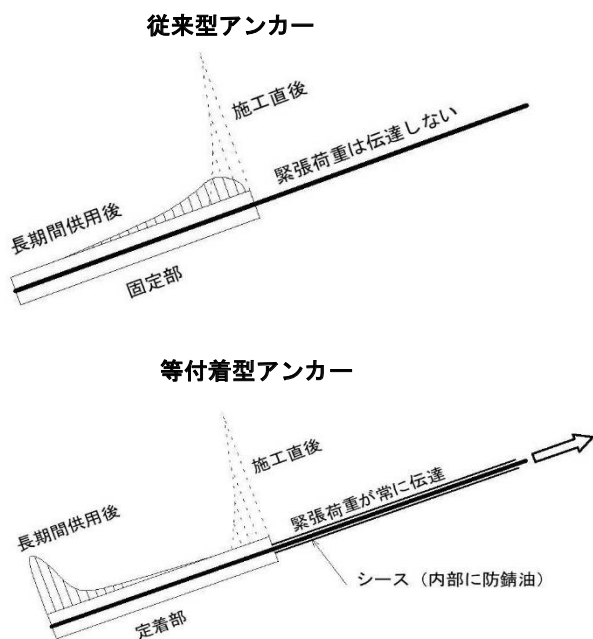 従来型アンカー
施工直後
緊張荷重は伝達しない
長期間供用後
固定部
等付着型アンカー
施工直後
緊張荷重が常に伝達
長期間供用後
シース（内部に防錆油）
定着部